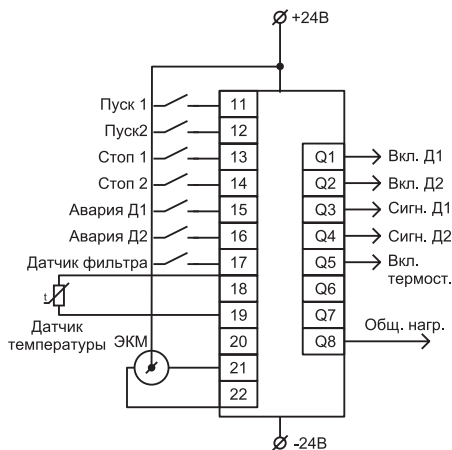 +24В
Пуск 1
11
Пуск2
12
Стоп 1
13
Q1
Вкл. Д1
Стоп 2
14
Q2
Вкл. Д2
Авария Д1
15
Q3
Сигн. Д1
Авария Д2
16
Q4
Сигн. Д2
Датчик фильтра
17
Q5
Вкл.
термост.
18
Q6
t
19
Q7
Датчик
температуры
ЭКМ
20
Q8
Общ. нагр.
21
22
-24В